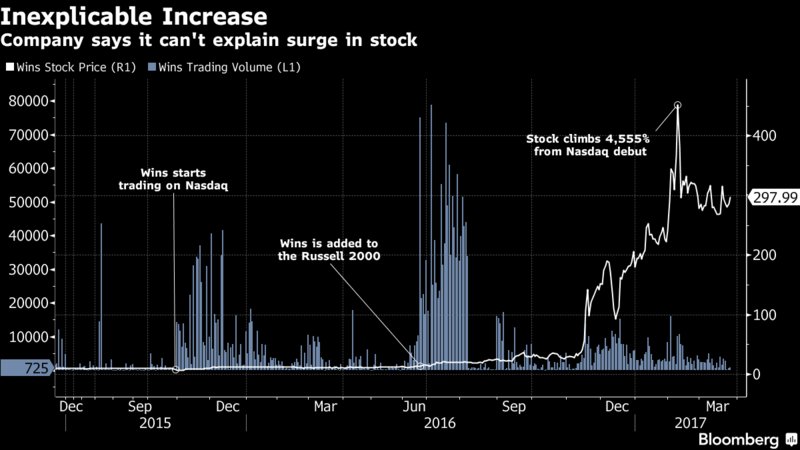 Inexplicable Increase
Company says it can't explain surge in stock
Wins Stock Price (R1) Wins Trading Volume (L1)
80000
70000
60000
50000
40000
30000
20000
10000
725
400
297.99
200
100
0
Stock climbs 4,555%
from Nasdaq debut
Wins starts
trading on Nasdaq
Wins is added to
the Russell 2000
Dec Sep Dec Mar Jun Sep Dec Mar
2015 2016 2017
Bloomberg